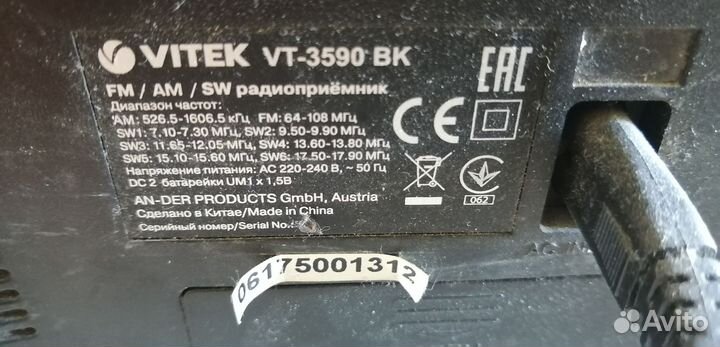 VITEK VT-3590 BK
FM / AM / SW радиоприёмник
Диапазон частот:
AM: 526.5-1606.5 кГц FM: 64-108 МГц
SW1: 7.10-7.30 МГц, SW2: 9.50-9.90 МГц
SW3: 11.65-12.05 МГц, SW4: 13.60-13.80 МГц
SW5: 15.10-15.60 МГц, SW6: 17.50-17.90 МГц
Напряжение питания: AC 220-240 В, ~ 50 Гц
DC 2 батарейки UM1 x 1,5В
AN-DER PRODUCTS GmbH, Austria
Сделано в Китае/Made in China
Серийный номер/Serial No.:
EAC
CE
062
06175001312
Avito